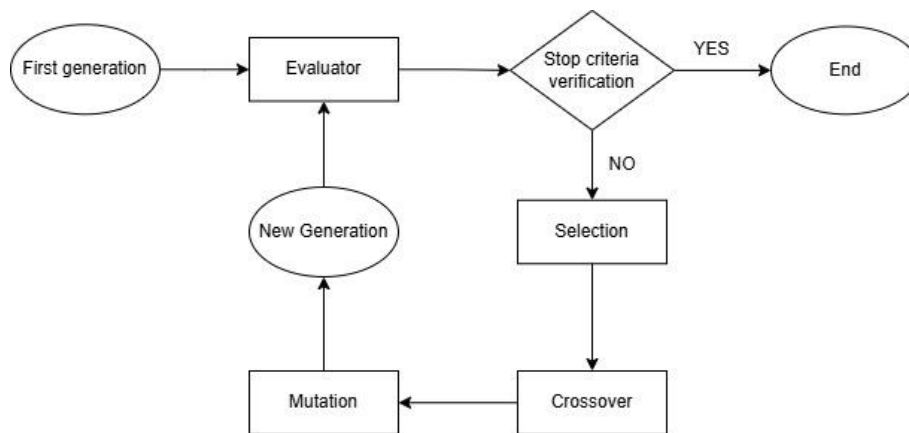 First generation
Evaluator
Stop criteria
verification
YES
End
NO
New Generation
Selection
Mutation
Crossover